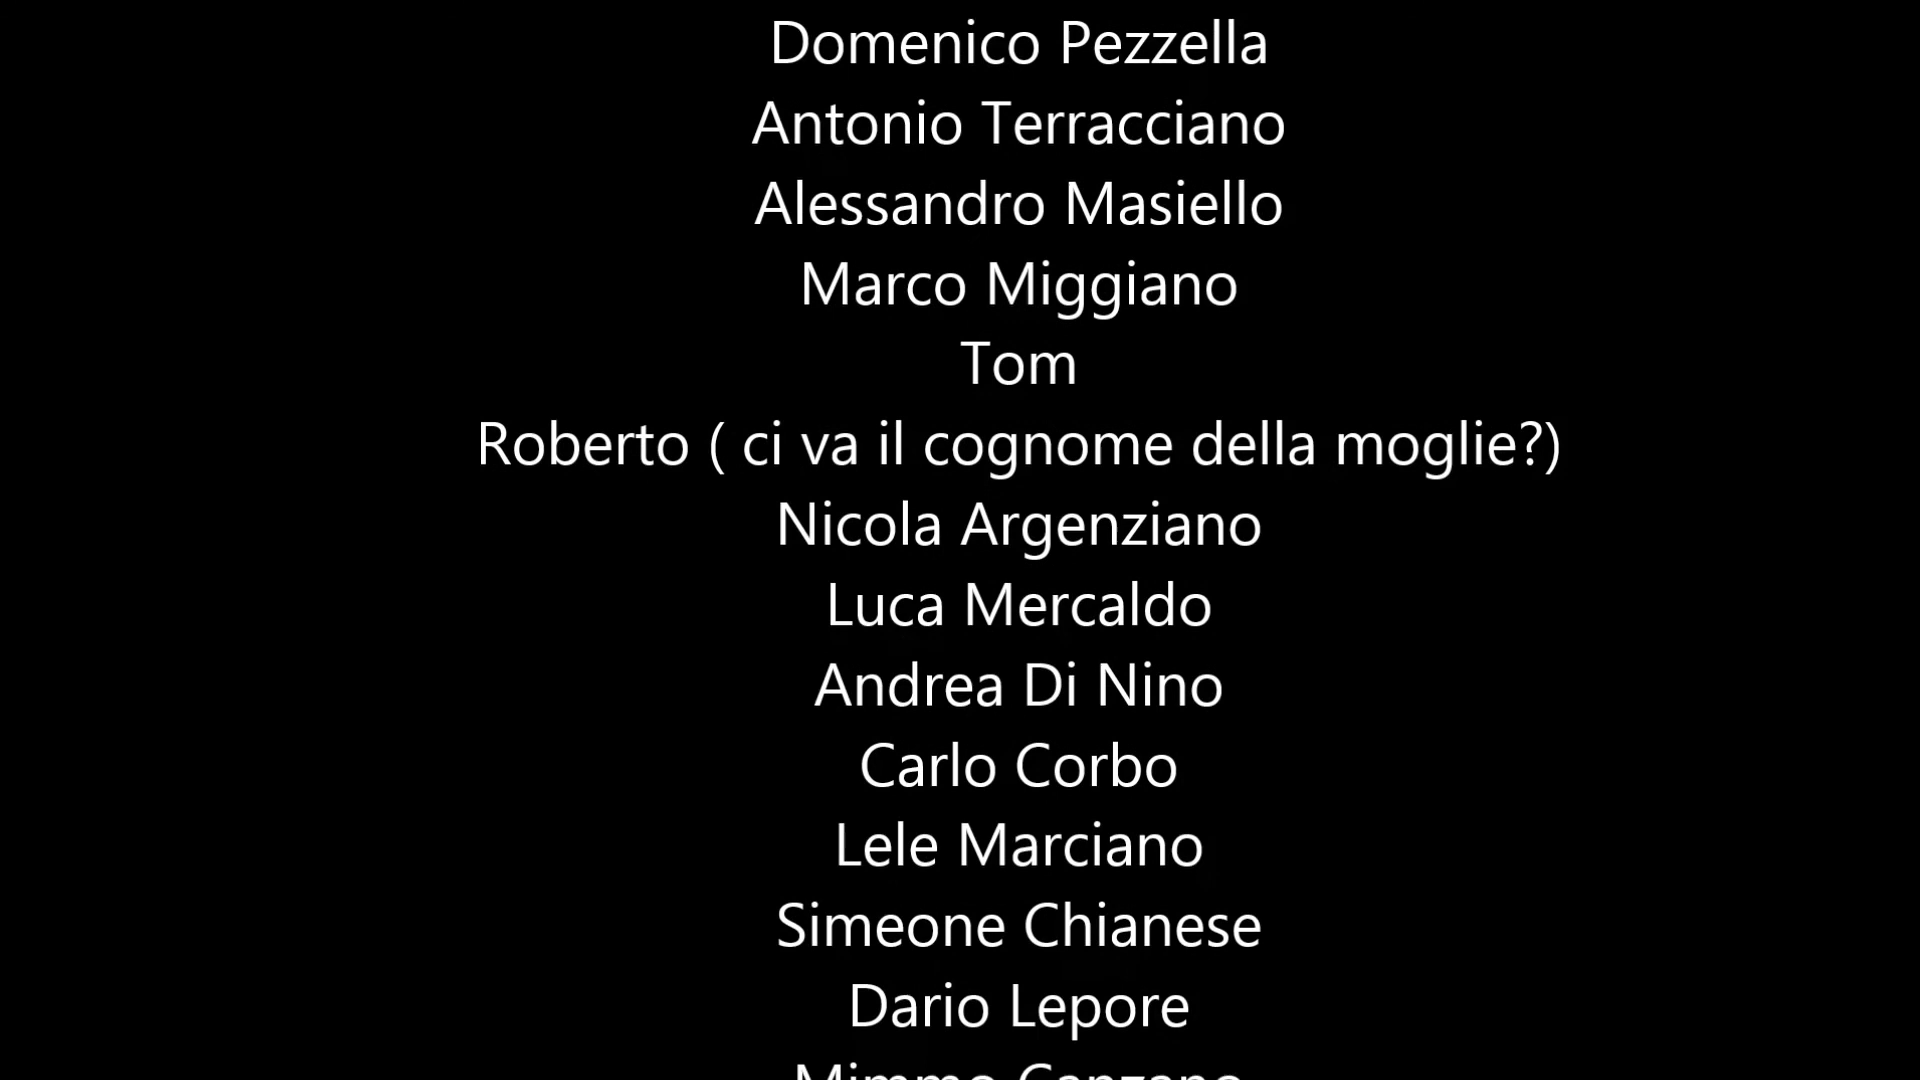 Domenico Pezzella
Antonio Terracciano
Alessandro Masiello
Marco Miggiano
Tom
Roberto ( ci va il cognome della moglie?)
Nicola Argenziano
Luca Mercaldo
Andrea Di Nino
Carlo Corbo
Lele Marciano
Simeone Chianese
Dario Lepore